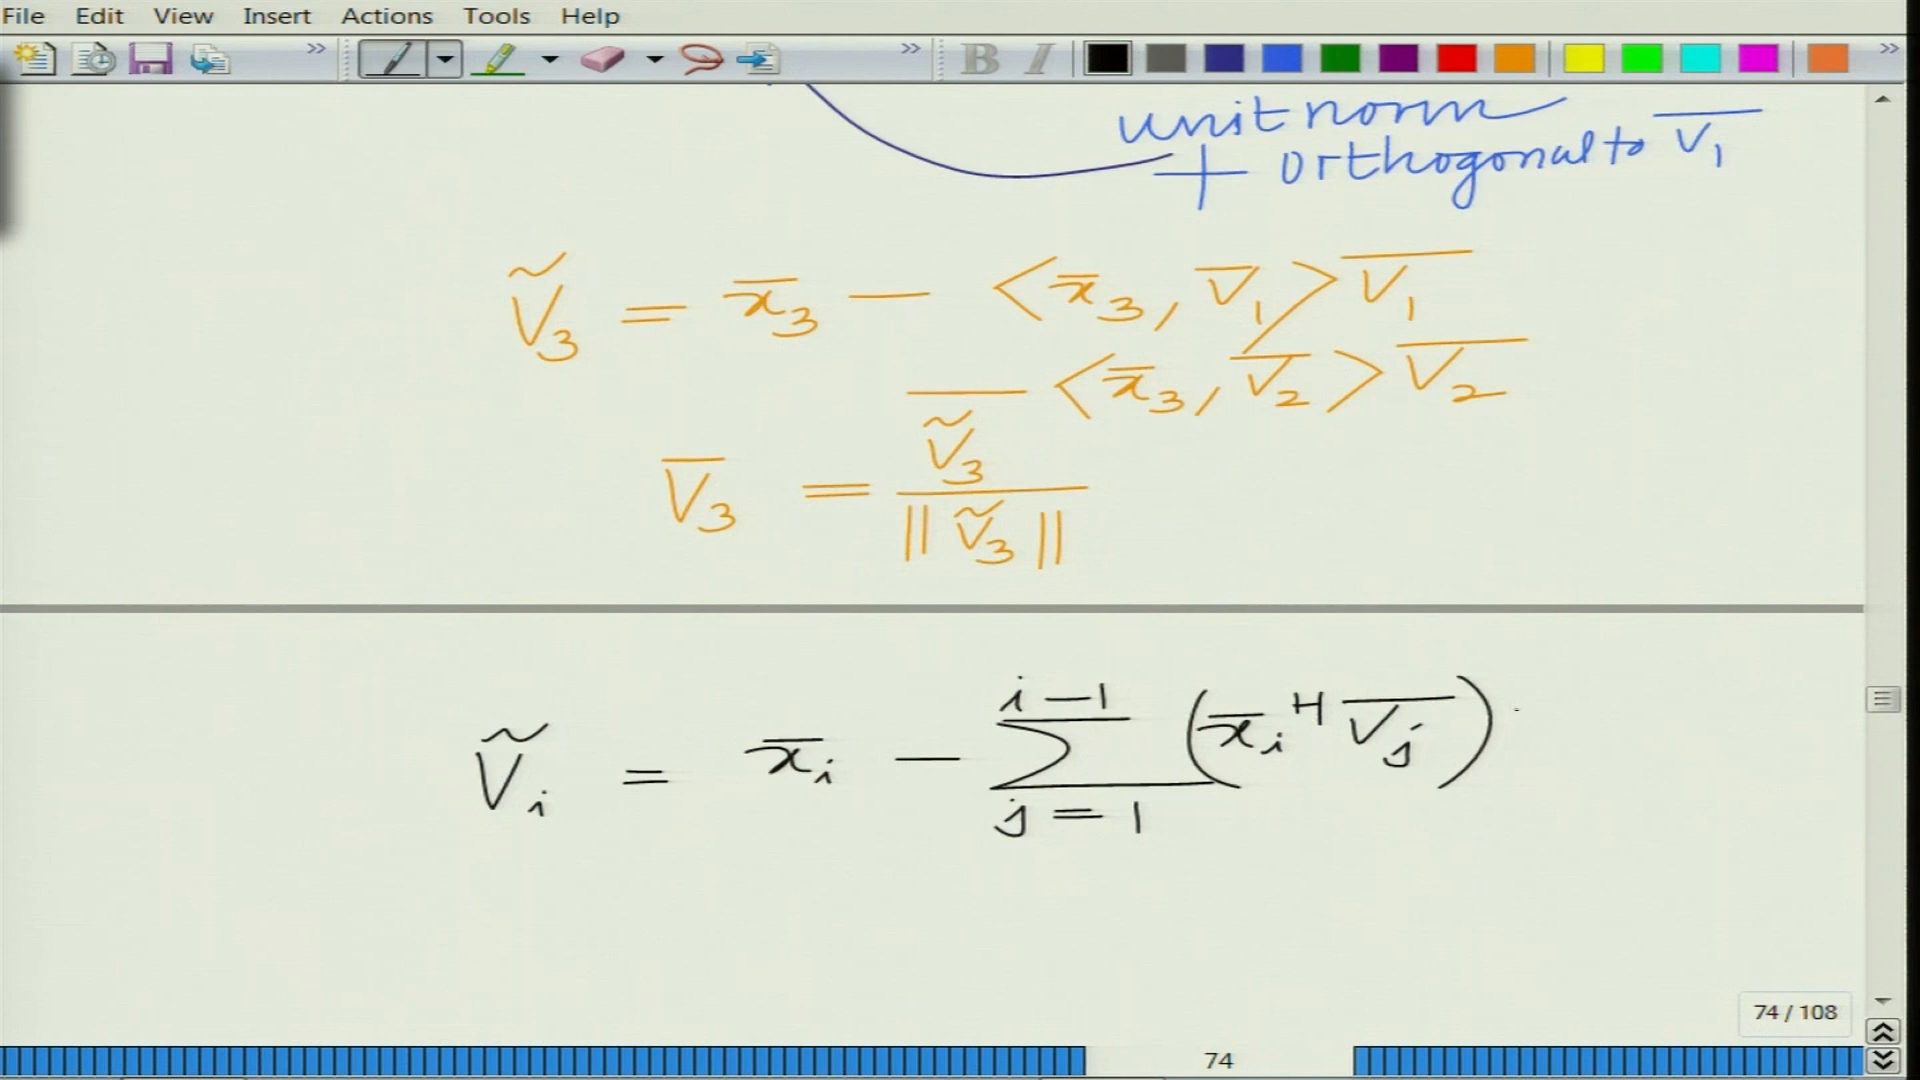 File Edit View Insert Actions Tools Help
B I
unit norm
+ orthogonal to V̅₁
Ṽ₃ = x̅₃ — <x̅₃, V̅₁> V̅₁
— <x̅₃, V̅₂> V̅₂
V̅₃ = Ṽ₃ / ||Ṽ₃||
Ṽᵢ = x̅ᵢ — ∑_{j=1}^{i-1} (x̅ᵢᴴ V̅ⱼ)
74 / 108
74